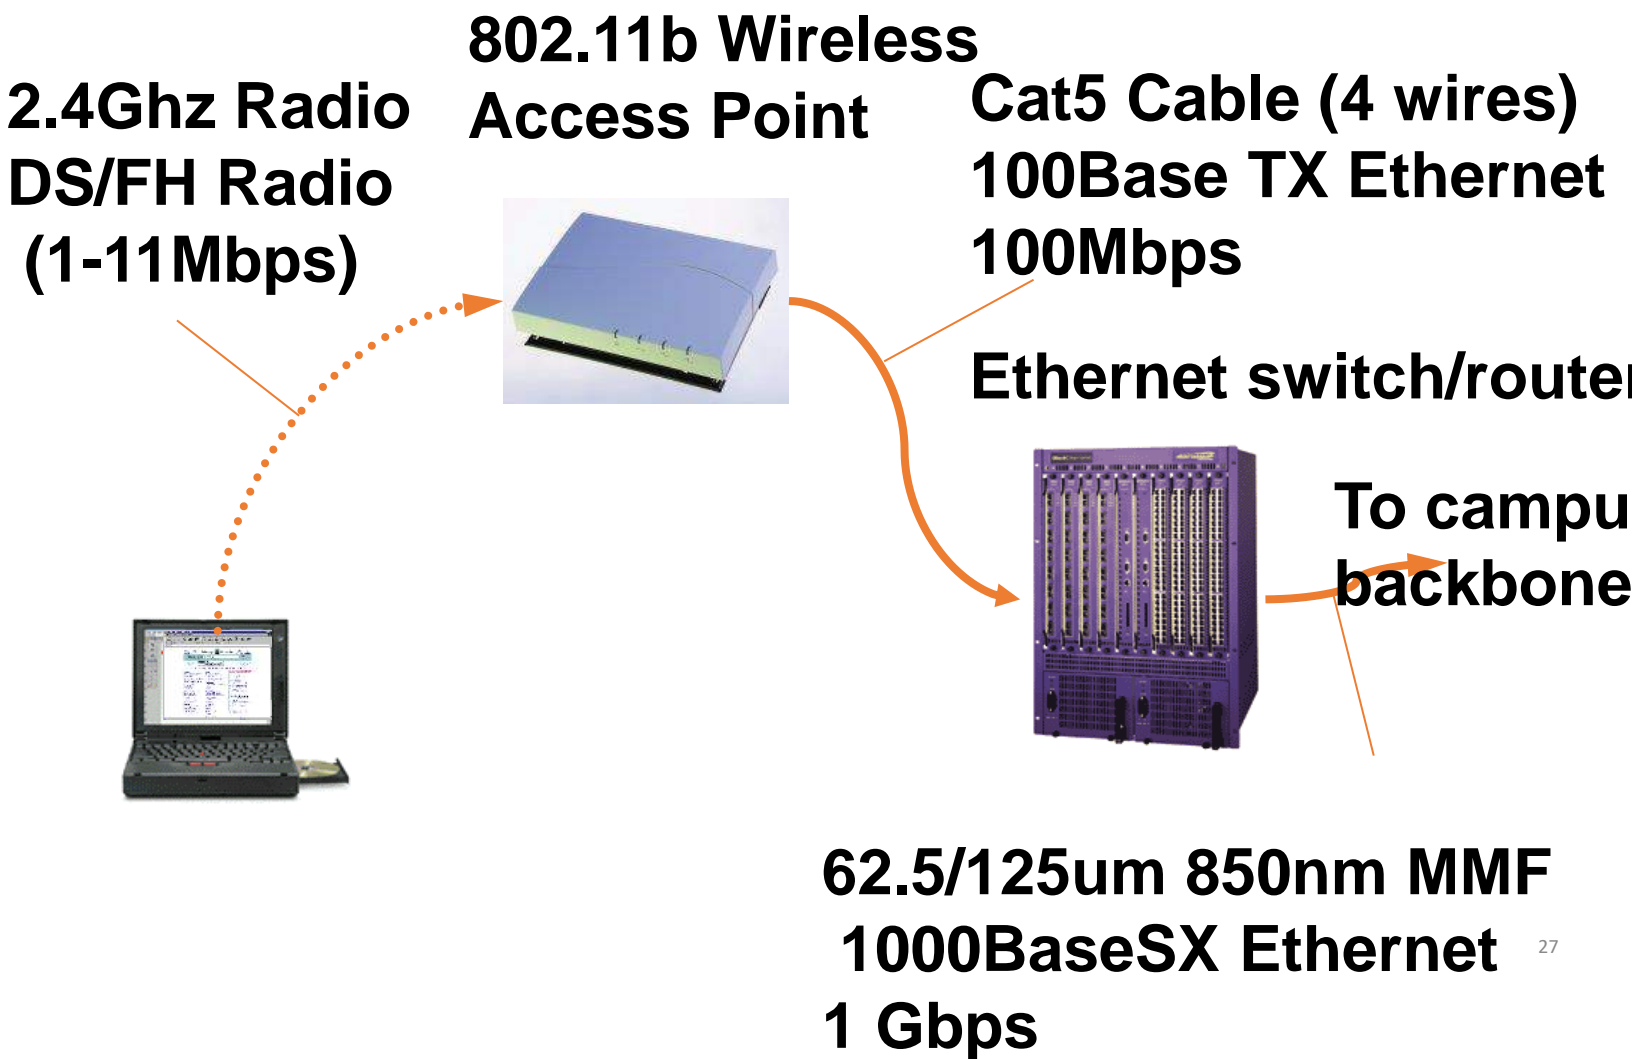 802.11b Wireless
Access Point
2.4Ghz Radio
DS/FH Radio
(1-11Mbps)
Cat5 Cable (4 wires)
100Base TX Ethernet
100Mbps
Ethernet switch/router
To campu
backbone
62.5/125um 850nm MMF
1000BaseSX Ethernet
1 Gbps
27